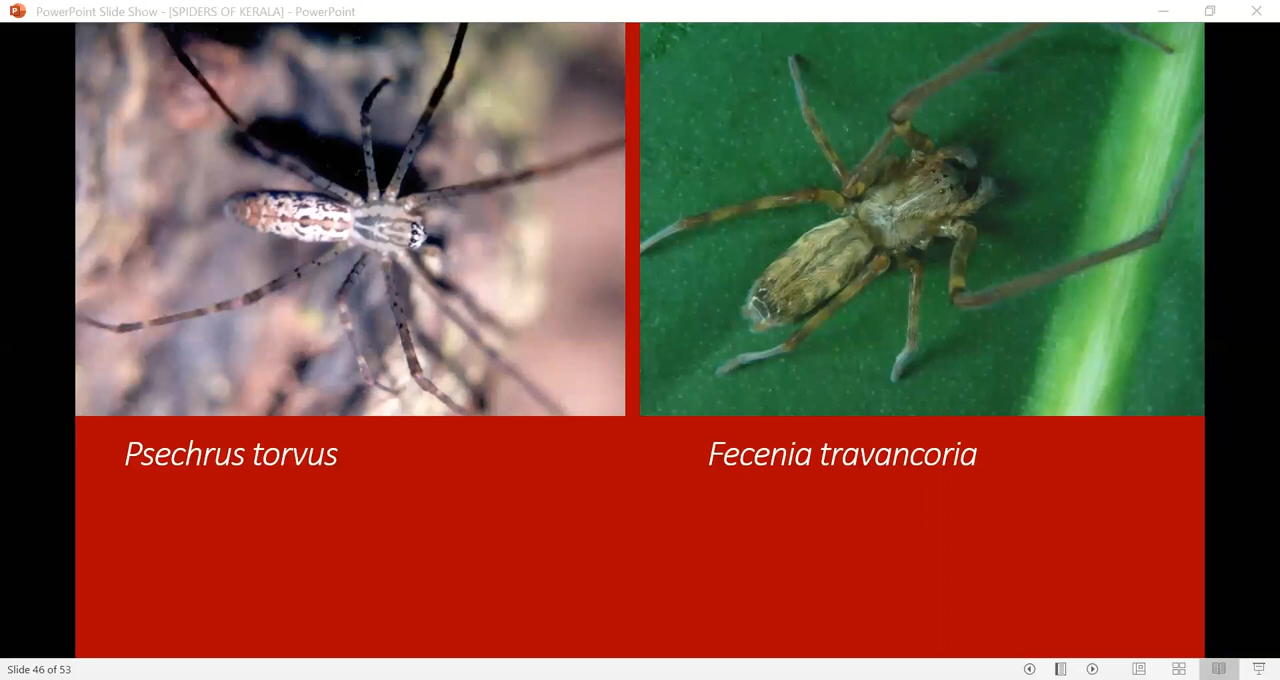 PowerPoint Slide Show - [SPIDERS OF KERALA] - PowerPoint
Psechrus torvus
Fecenia travancoria
Slide 46 of 53